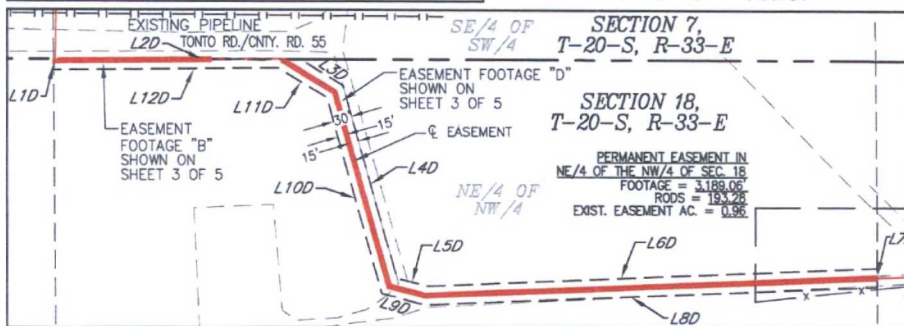 EXISTING PIPELINE
TONTO RD./CNTY. RD. 55
L2D
L1D
L12D
L11D
L3D
SE/4 OF
SW/4
SECTION 7,
T-20-S, R-33-E
EASEMENT FOOTAGE "D"
SHOWN ON
SHEET 3 OF 5
SECTION 18,
T-20-S, R-33-E
EASEMENT
FOOTAGE "B"
SHOWN ON
SHEET 3 OF 5
30'
15'
15'
℄ EASEMENT
L4D
L10D
NE/4 OF
NW/4
PERMANENT EASEMENT IN
NE/4 OF THE NW/4 OF SEC. 18
FOOTAGE = 3,189.06'
RODS = 193.28
EXIST. EASEMENT AC. = 0.96
L5D
L6D
L9D
L8D
x
x